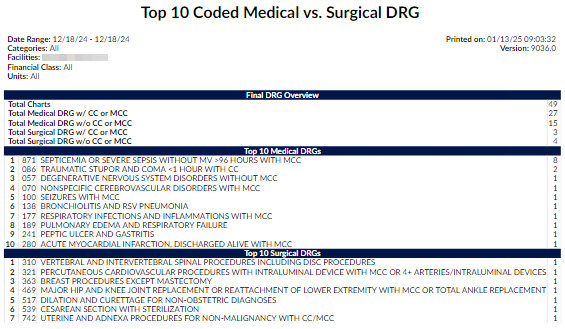 Top 10 Coded Medical vs. Surgical DRG
Date Range: 12/18/24 - 12/18/24
Printed on: 01/13/25 09:03:32
Categories: All
Version: 9036.0
Facilities:
Financial Class: All
Units: All
Final DRG Overview
Total Charts 49
Total Medical DRG w/ CC or MCC 27
Total Medical DRG w/o CC or MCC 15
Total Surgical DRG w/ CC or MCC 3
Total Surgical DRG w/o CC or MCC 4
Top 10 Medical DRGs
1 871 SEPTICEMIA OR SEVERE SEPSIS WITHOUT MV >96 HOURS WITH MCC 8
2 086 TRAUMATIC STUPOR AND COMA <1 HOUR WITH CC 2
3 057 DEGENERATIVE NERVOUS SYSTEM DISORDERS WITHOUT MCC 1
4 070 NONSPECIFIC CEREBROVASCULAR DISORDERS WITH MCC 1
5 100 SEIZURES WITH MCC 1
6 138 BRONCHIOLITIS AND RSV PNEUMONIA 1
7 177 RESPIRATORY INFECTIONS AND INFLAMMATIONS WITH MCC 1
8 189 PULMONARY EDEMA AND RESPIRATORY FAILURE 1
9 241 PEPTIC ULCER AND GASTRITIS 1
10 280 ACUTE MYOCARDIAL INFARCTION, DISCHARGED ALIVE WITH MCC 1
Top 10 Surgical DRGs
1 310 VERTEBRAL AND INTERVERTEBRAL SPINAL PROCEDURES INCLUDING DISC PROCEDURES 1
2 321 PERCUTANEOUS CARDIOVASCULAR PROCEDURES WITH INTRALUMINAL DEVICE WITH MCC OR 4+ ARTERIES/INTRALUMINAL DEVICES 1
3 363 BREAST PROCEDURES EXCEPT MASTECTOMY 1
4 469 MAJOR HIP AND KNEE JOINT REPLACEMENT OR REATTACHMENT OF LOWER EXTREMITY WITH MCC OR TOTAL ANKLE REPLACEMENT 1
5 517 DILATION AND CURETTAGE FOR NON-OBSTETRIC DIAGNOSES 1
6 539 CESAREAN SECTION WITH STERILIZATION 1
7 742 UTERINE AND ADNEXA PROCEDURES FOR NON-MALIGNANCY WITH CC/MCC 1